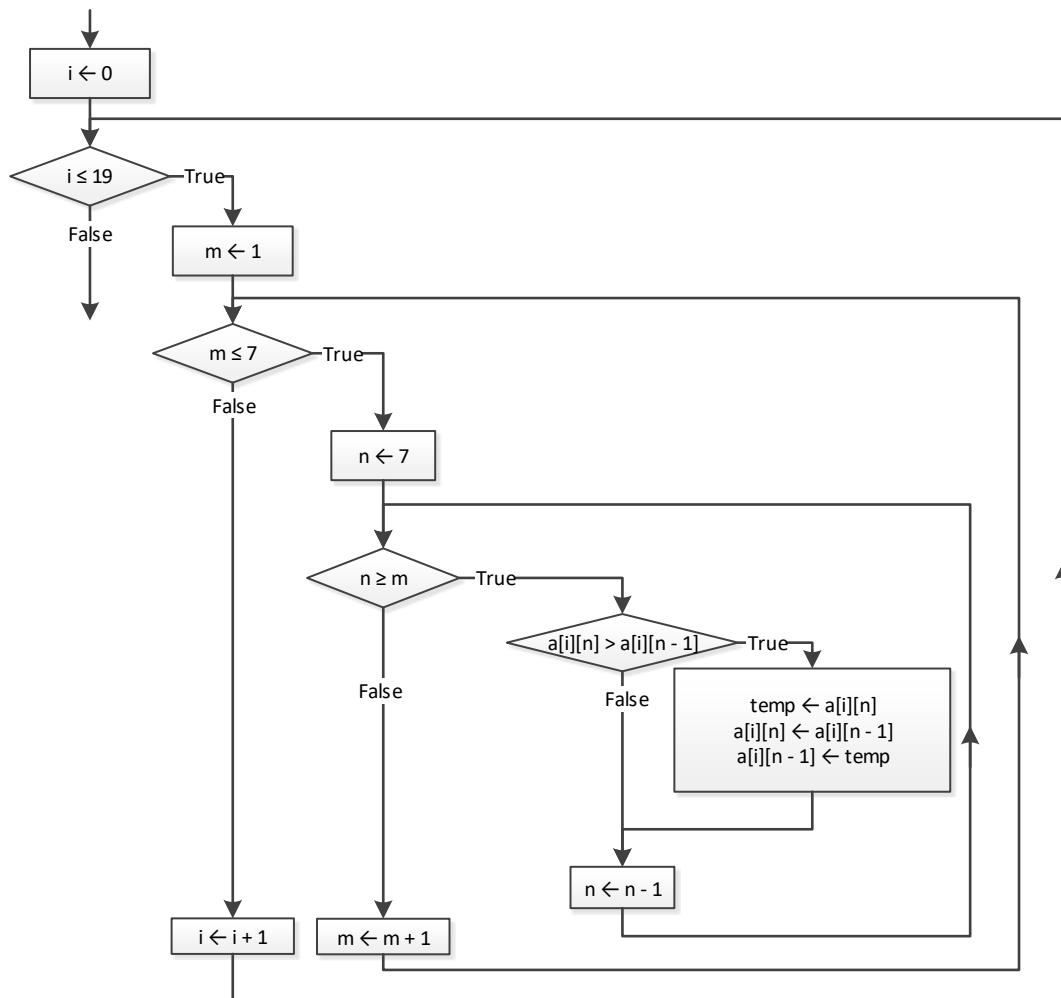 i ← 0
i ≤ 19
True
False
m ← 1
m ≤ 7
True
False
n ← 7
n ≥ m
True
a[i][n] > a[i][n - 1]
True
False
False
temp ← a[i][n]
a[i][n] ← a[i][n - 1]
a[i][n - 1] ← temp
n ← n - 1
i ← i + 1
m ← m + 1